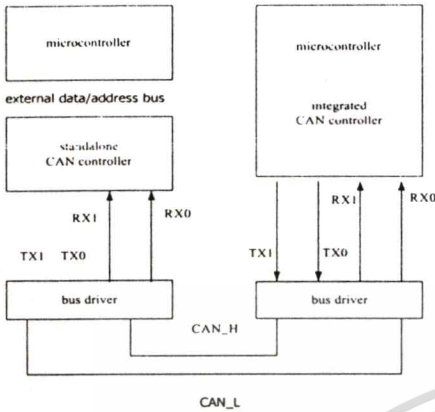 microcontroller
external data/address bus
standalone
CAN controller
RX1
RX0
TX1 TX0
bus driver
microcontroller
integrated
CAN controller
RX1
RX0
TX1
TX0
bus driver
CAN_H
CAN_L